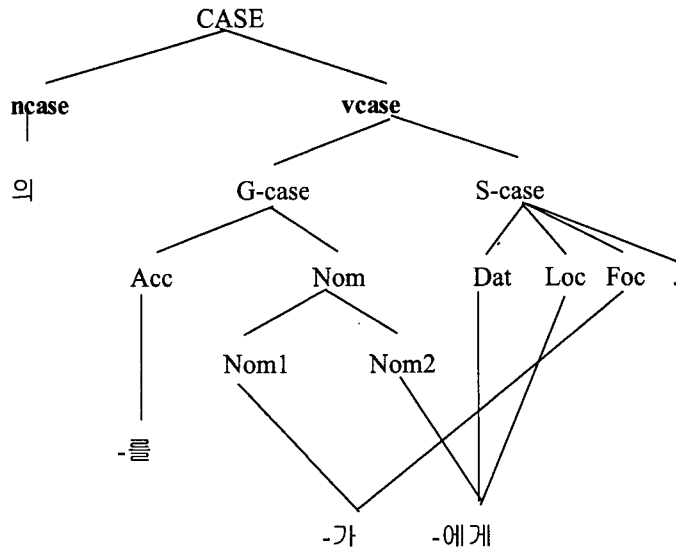 CASE
ncase vcase
의 G-case S-case
Acc Nom Dat Loc Foc .
Nom1 Nom2
-를
-가 -에게